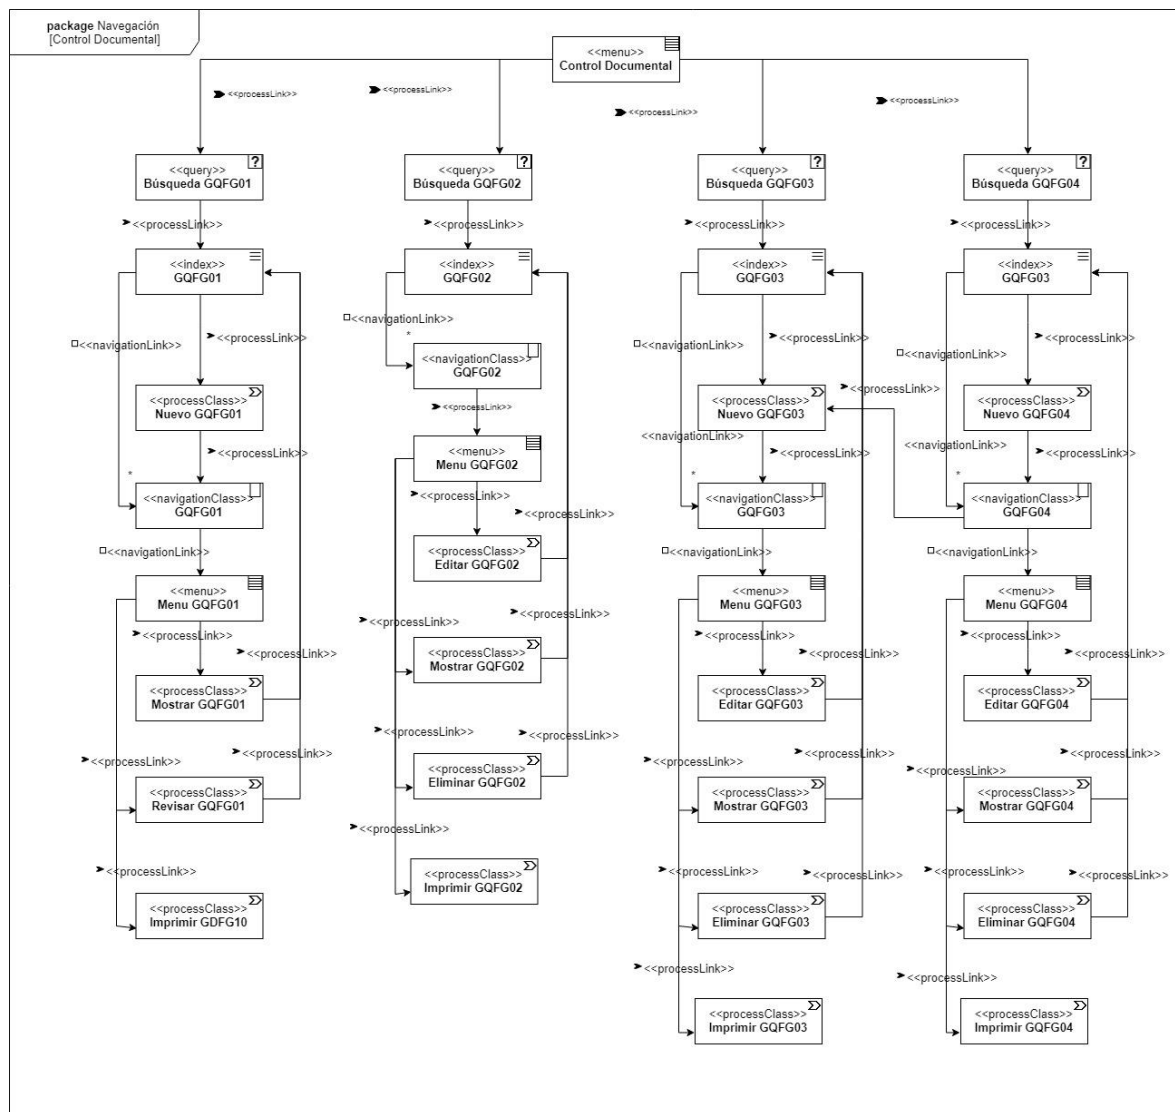 package Navegación
[Control Documental]
<<menu>>
Control Documental
<<processLink>>
<<processLink>>
<<processLink>>
<<processLink>>
<<query>>
Búsqueda GQFG01
<<query>>
Búsqueda GQFG02
<<query>>
Búsqueda GQFG03
<<query>>
Búsqueda GQFG04
<<processLink>>
<<processLink>>
<<processLink>>
<<processLink>>
<<index>>
GQFG01
<<index>>
GQFG02
<<index>>
GQFG03
<<index>>
GQFG03
<<navigationLink>>
<<processLink>>
<<navigationLink>>
*
<<navigationLink>>
<<processLink>>
<<navigationLink>>
<<processLink>>
<<navigationClass>>
GQFG02
<<processLink>>
<<processClass>>
Nuevo GQFG01
<<processLink>>
<<processClass>>
Nuevo GQFG03
<<processClass>>
Nuevo GQFG04
<<processLink>>
*
<<menu>>
Menu GQFG02
<<navigationLink>>
<<processLink>>
*
<<navigationLink>>
<<processLink>>
*
<<navigationClass>>
GQFG01
<<processLink>>
<<processLink>>
<<navigationClass>>
GQFG03
<<navigationClass>>
GQFG04
<<navigationLink>>
<<processClass>>
Editar GQFG02
<<navigationLink>>
<<navigationLink>>
<<menu>>
Menu GQFG01
<<menu>>
Menu GQFG03
<<menu>>
Menu GQFG04
<<processLink>>
<<processLink>>
<<processLink>>
<<processLink>>
<<processLink>>
<<processLink>>
<<processClass>>
Mostrar GQFG02
<<processLink>>
<<processLink>>
<<processClass>>
Mostrar GQFG01
<<processClass>>
Editar GQFG03
<<processClass>>
Editar GQFG04
<<processLink>>
<<processLink>>
<<processLink>>
<<processLink>>
<<processLink>>
<<processLink>>
<<processLink>>
<<processLink>>
<<processClass>>
Revisar GQFG01
<<processClass>>
Eliminar GQFG02
<<processClass>>
Mostrar GQFG03
<<processClass>>
Mostrar GQFG04
<<processLink>>
<<processLink>>
<<processLink>>
<<processLink>>
<<processLink>>
<<processLink>>
<<processClass>>
Imprimir GDFG10
<<processClass>>
Imprimir GQFG02
<<processClass>>
Eliminar GQFG03
<<processClass>>
Eliminar GQFG04
<<processLink>>
<<processLink>>
<<processClass>>
Imprimir GQFG03
<<processClass>>
Imprimir GQFG04